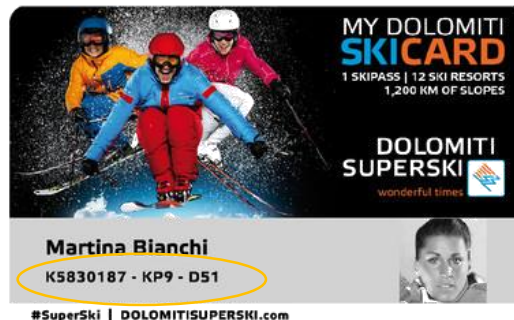 MY DOLOMITI
SKICARD
1 SKIPASS | 12 SKI RESORTS
1,200 KM OF SLOPES
DOLOMITI
SUPERSKI
wonderful times
Martina Bianchi
K5830187 - KP9 - D51
#SuperSki | DOLOMITISUPERSKI.com